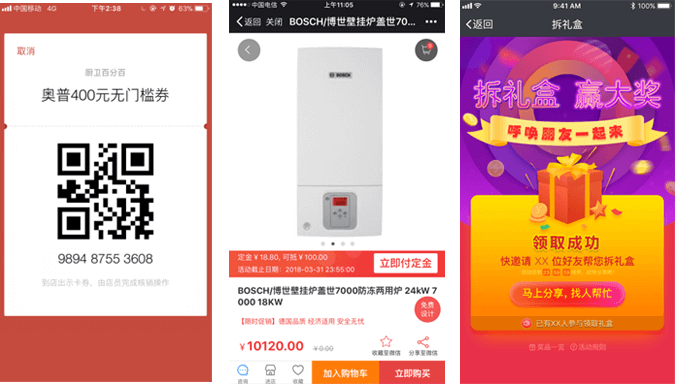 中国移动 4G 下午2:38 63%
取消
厨卫百分百
奥普400元无门槛券
9894 8755 3608
到店出示卡券，由店员完成核销操作
中国电信 上午11:05 76%
返回 关闭 BOSCH/博世壁挂炉盖世70...
BOSCH
定金￥18.80, 可抵￥100.00
活动截止日期：2018-03-31 23:55:00
立即付定金
BOSCH/博世壁挂炉盖世7000防冻两用炉 24kW 7
000 18KW
【限时促销】德国品质 经济适用 安全无忧
免费
设计
￥10120.00 ￥0.00
收藏至微信 分享至微信
咨询 进店 收藏 加入购物车 立即购买
9:41 AM 100%
返回 拆礼盒
拆礼盒 赢大奖
呼唤朋友一起来
领取成功
快邀请 XX 位好友帮您拆礼盒
马上分享，找人帮忙
已有XX人参与领取礼盒
奖品一览 活动规则